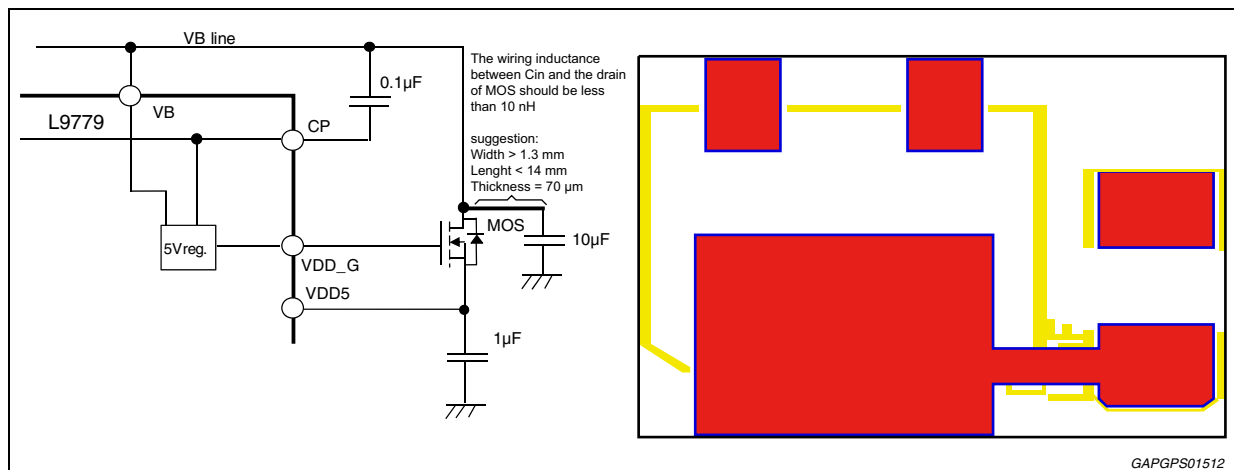 VB line
The wiring inductance
between Cin and the drain
of MOS should be less
than 10 nH
0.1µF
VB
L9779
CP
suggestion:
Width > 1.3 mm
Lenght < 14 mm
Thickness = 70 µm
MOS
5Vreg.
10µF
VDD_G
VDD5
1µF
GAPGPS01512